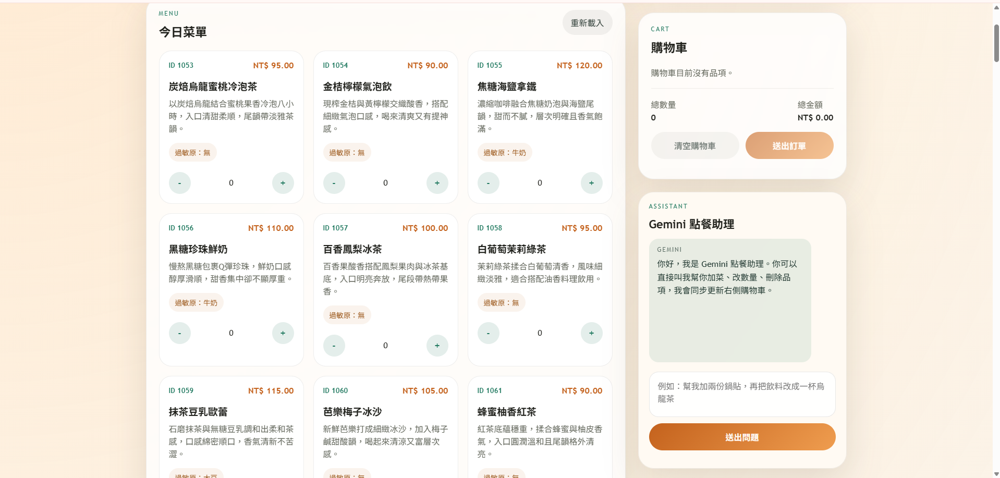 MENU
今日菜單
重新載入
ID 1053
NT$ 95.00
炭焙烏龍蜜桃冷泡茶
以炭焙烏龍結合蜜桃果香冷泡八小
時，入口清甜柔順，尾韻帶淡雅茶
韻。
過敏原：無
-
0
+
ID 1054
NT$ 90.00
金桔檸檬氣泡飲
現榨金桔與黃檸檬交織酸香，搭配
細緻氣泡口感，喝來清爽又有提神
感。
過敏原：無
-
0
+
ID 1055
NT$ 120.00
焦糖海鹽拿鐵
濃縮咖啡融合焦糖奶泡與海鹽尾
韻，甜而不膩，層次明確且香氣飽
滿。
過敏原：牛奶
-
0
+
ID 1056
NT$ 110.00
黑糖珍珠鮮奶
慢熬黑糖包裹Q彈珍珠，鮮奶口感
醇厚滑順，甜香集中卻不顯厚重。
過敏原：牛奶
-
0
+
ID 1057
NT$ 100.00
百香鳳梨冰茶
百香果酸香搭配鳳梨果肉與冰茶基
底，入口明亮奔放，尾段帶熱帶果
香。
過敏原：無
-
0
+
ID 1058
NT$ 95.00
白葡萄茉莉綠茶
茉莉綠茶揉合白葡萄清香，風味細
緻淡雅，適合搭配油香料理飲用。
過敏原：無
-
0
+
ID 1059
NT$ 115.00
抹茶豆乳歐蕾
石磨抹茶與無糖豆乳調和出柔和茶
感，口感綿密順口，香氣清新不苦
澀。
過敏原：大豆
ID 1060
NT$ 105.00
芭樂梅子冰沙
新鮮芭樂打成細緻冰沙，加入梅子
鹹甜酸韻，喝起來清涼又富層次
感。
過敏原：無
ID 1061
NT$ 90.00
蜂蜜柚香紅茶
紅茶底蘊穩重，揉合蜂蜜與柚皮香
氣，入口圓潤溫和且尾韻格外清
亮。
過敏原：無
CART
購物車
購物車目前沒有品項。
總數量
0
總金額
NT$ 0.00
清空購物車
送出訂單
ASSISTANT
Gemini 點餐助理
GEMINI
你好，我是 Gemini 點餐助理。你可以
直接叫我幫你加菜、改數量、刪除品
項，我會同步更新右側購物車。
例如：幫我加兩份鍋貼，再把飲料改成一杯烏
龍茶
送出問題